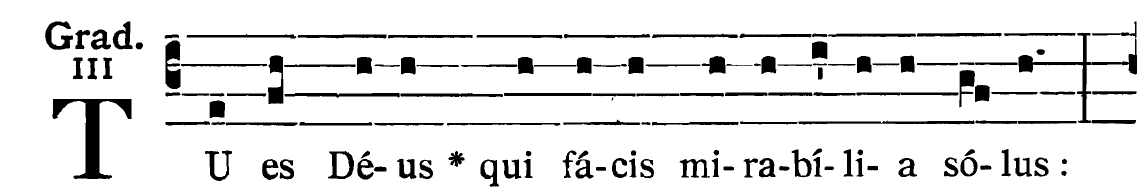 Grad.
III
TU es Dé-us * qui fá-cis mi-ra-bí-li-a só-lus :